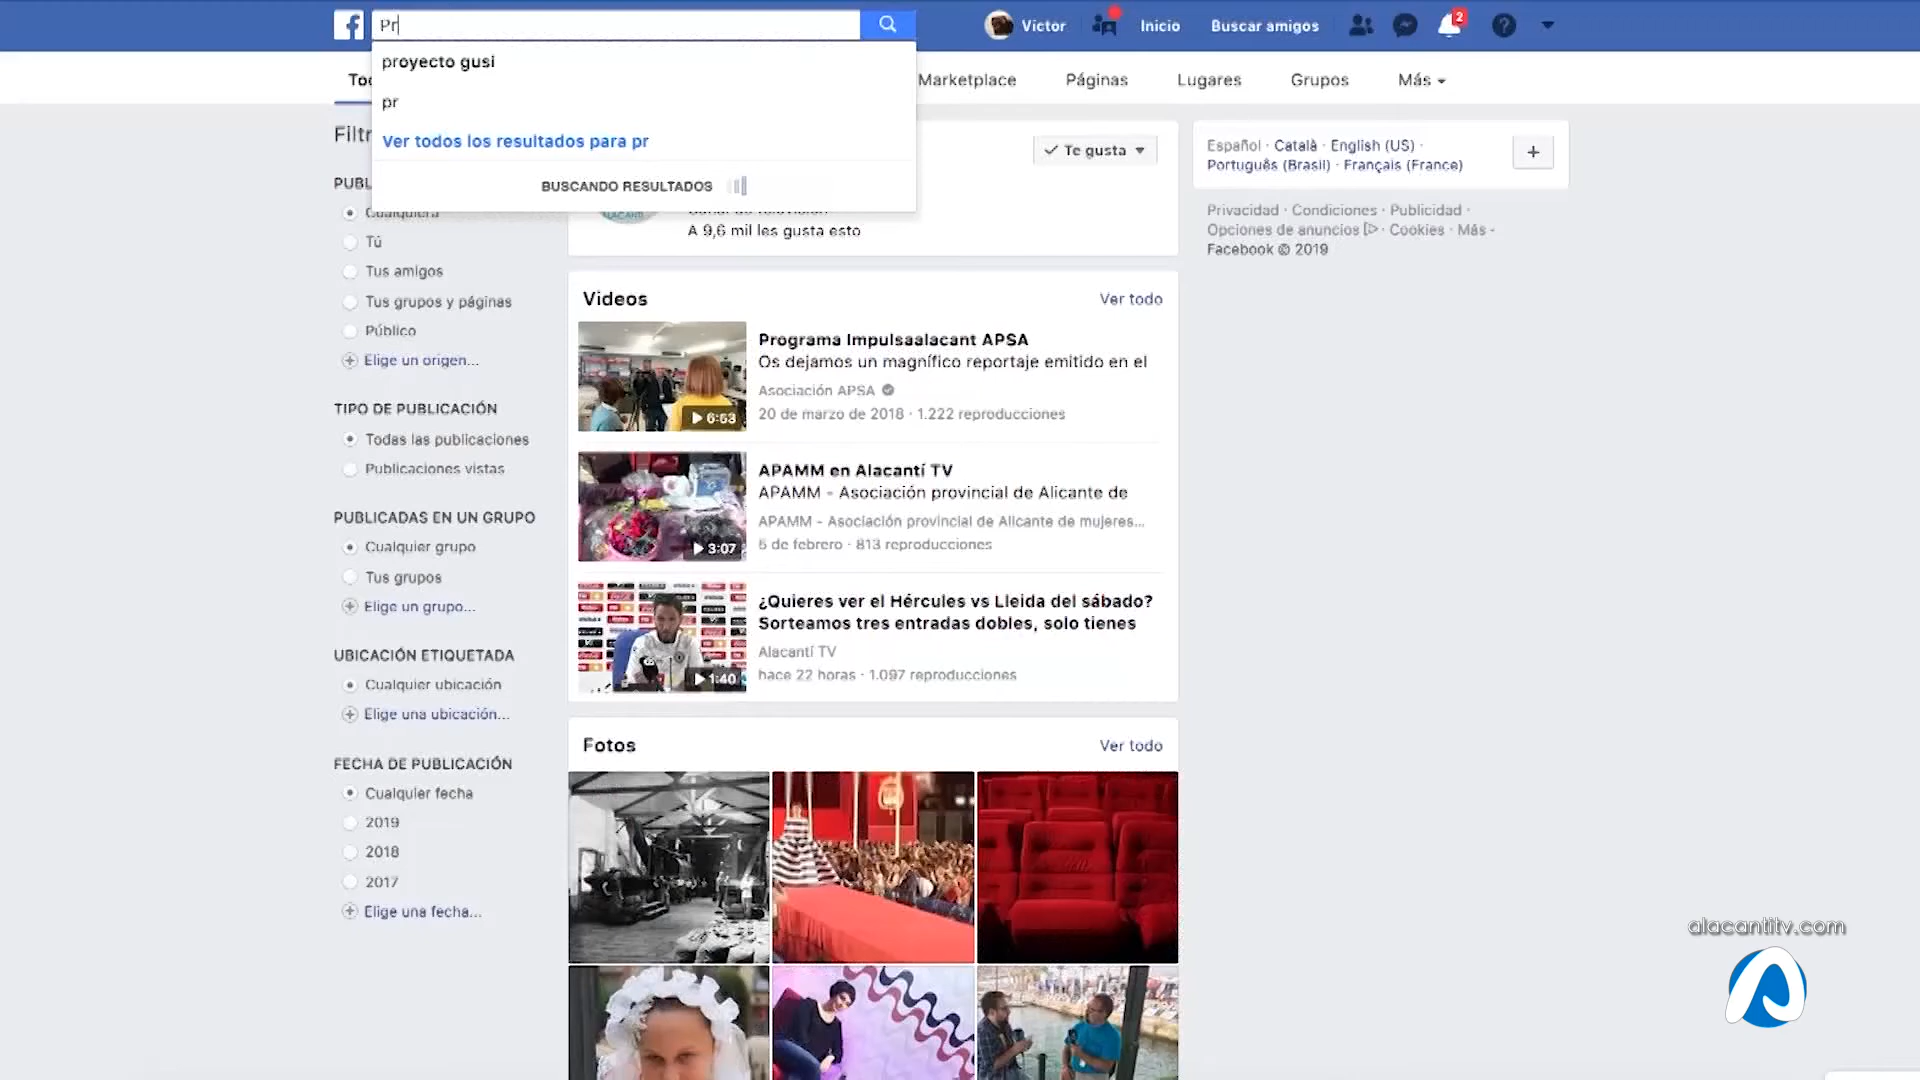 Pr
Victor
Inicio
Buscar amigos
2
proyecto gusi
pr
Ver todos los resultados para pr
BUSCANDO RESULTADOS
Marketplace
Páginas
Lugares
Grupos
Más
Te gusta
A 9,6 mil les gusta esto
Cualquiera
Tú
Tus amigos
Tus grupos y páginas
Público
Elige un origen...
TIPO DE PUBLICACIÓN
Todas las publicaciones
Publicaciones vistas
PUBLICADAS EN UN GRUPO
Cualquier grupo
Tus grupos
Elige un grupo...
UBICACIÓN ETIQUETADA
Cualquier ubicación
Elige una ubicación...
FECHA DE PUBLICACIÓN
Cualquier fecha
2019
2018
2017
Elige una fecha...
Videos
Ver todo
6:53
Programa Impulsaalacant APSA
Os dejamos un magnífico reportaje emitido en el
Asociación APSA
20 de marzo de 2018 · 1.222 reproducciones
3:07
APAMM en Alacantí TV
APAMM - Asociación provincial de Alicante de
APAMM - Asociación provincial de Alicante de mujeres...
5 de febrero · 813 reproducciones
1:40
¿Quieres ver el Hércules vs Lleida del sábado?
Sorteamos tres entradas dobles, solo tienes
Alacantí TV
hace 22 horas · 1.097 reproducciones
Fotos
Ver todo
Español · Català · English (US) ·
Português (Brasil) · Français (France)
Privacidad · Condiciones · Publicidad ·
Opciones de anuncios · Cookies · Más
Facebook © 2019
alacantitv.com